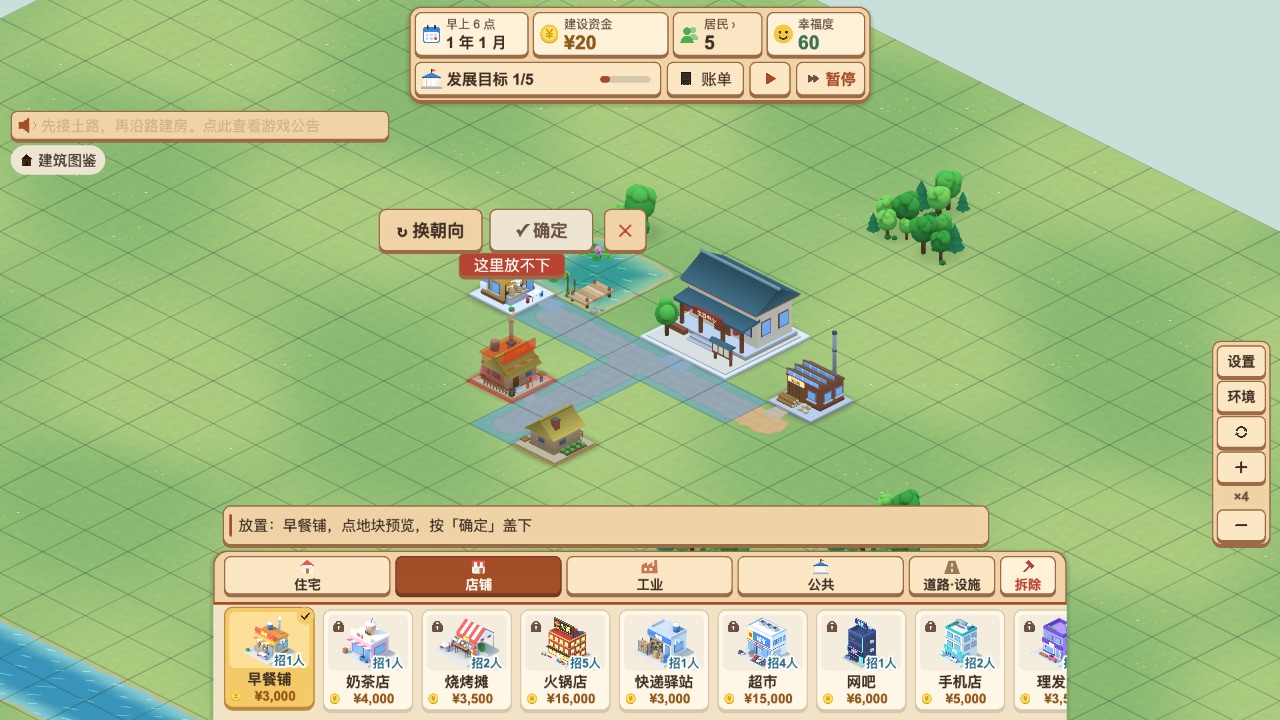 早上 6 点
1 年 1 月
建设资金
¥20
居民 ›
5
幸福度
60
发展目标 1/5
账单
暂停
先接土路，再沿路建房。点此查看游戏公告
建筑图鉴
↻ 换朝向
✓确定
✕
这里放不下
设置
环境
+
×4
−
放置：早餐铺，点地块预览，按「确定」盖下
住宅
店铺
工业
公共
道路·设施
拆除
招1人
早餐铺
¥3,000
招1人
奶茶店
¥4,000
招2人
烧烤摊
¥3,500
招5人
火锅店
¥16,000
招1人
快递驿站
¥3,000
招4人
超市
¥15,000
招1人
网吧
¥6,000
招2人
手机店
¥5,000
理发